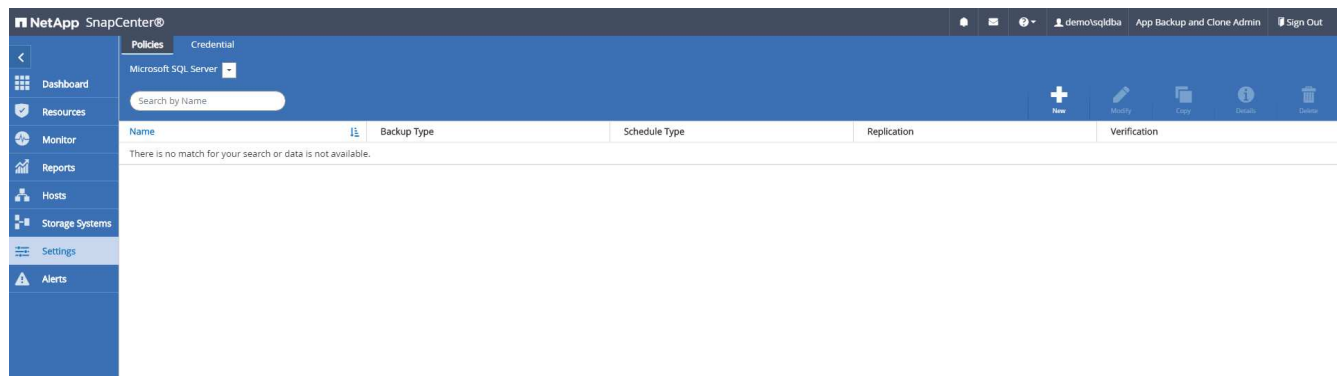 NetApp SnapCenter®
demo\sqldba App Backup and Clone Admin Sign Out
Policies Credential
Microsoft SQL Server
Search by Name
New Modify Copy Details Delete
Dashboard
Resources
Monitor
Reports
Hosts
Storage Systems
Settings
Alerts
Name Backup Type Schedule Type Replication Verification
There is no match for your search or data is not available.